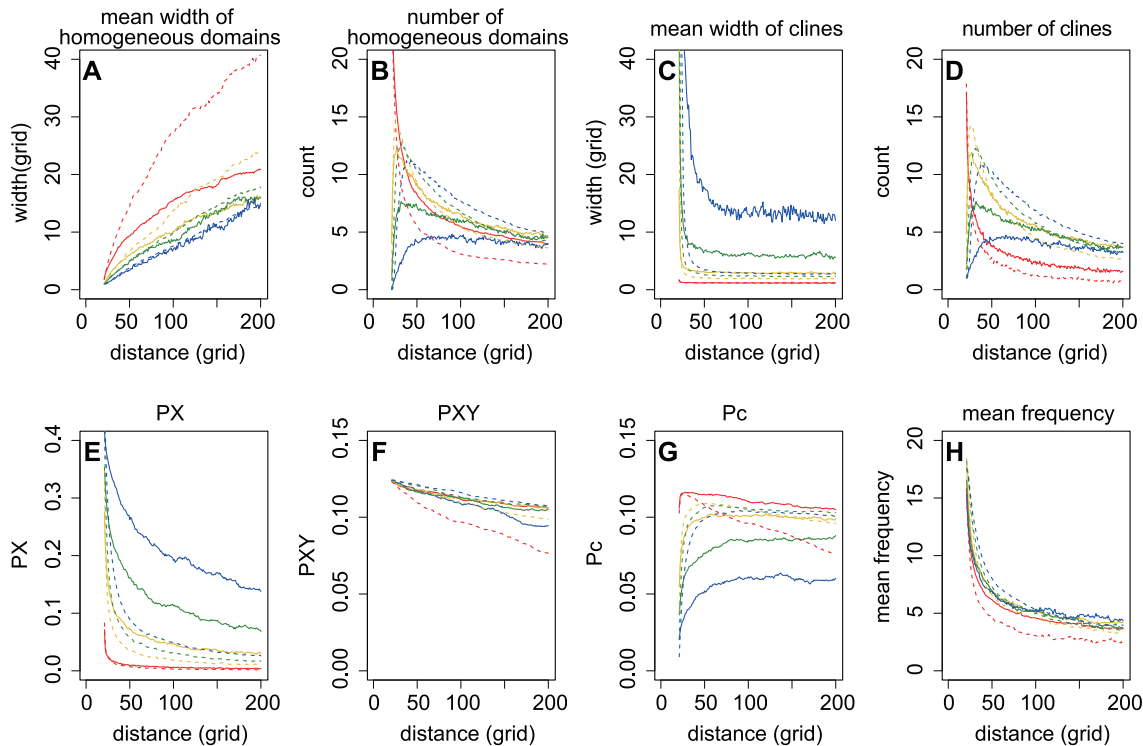 mean width of
homogeneous domains
number of
homogeneous domains
mean width of clines
number of clines
A
B
C
D
width(grid)
0 10 20 30 40
0 50 100 200
distance (grid)
count
0 5 10 15 20
0 50 100 200
distance (grid)
width (grid)
0 10 20 30 40
0 50 100 200
distance (grid)
count
0 5 10 15 20
0 50 100 200
distance (grid)
PX
PXY
Pc
mean frequency
E
F
G
H
PX
0.0 0.1 0.2 0.3 0.4
0 50 100 200
distance (grid)
PXY
0.00 0.05 0.10 0.15
0 50 100 200
distance (grid)
Pc
0.00 0.05 0.10 0.15
0 50 100 200
distance (grid)
mean frequency
0 5 10 15 20
0 50 100 200
distance (grid)